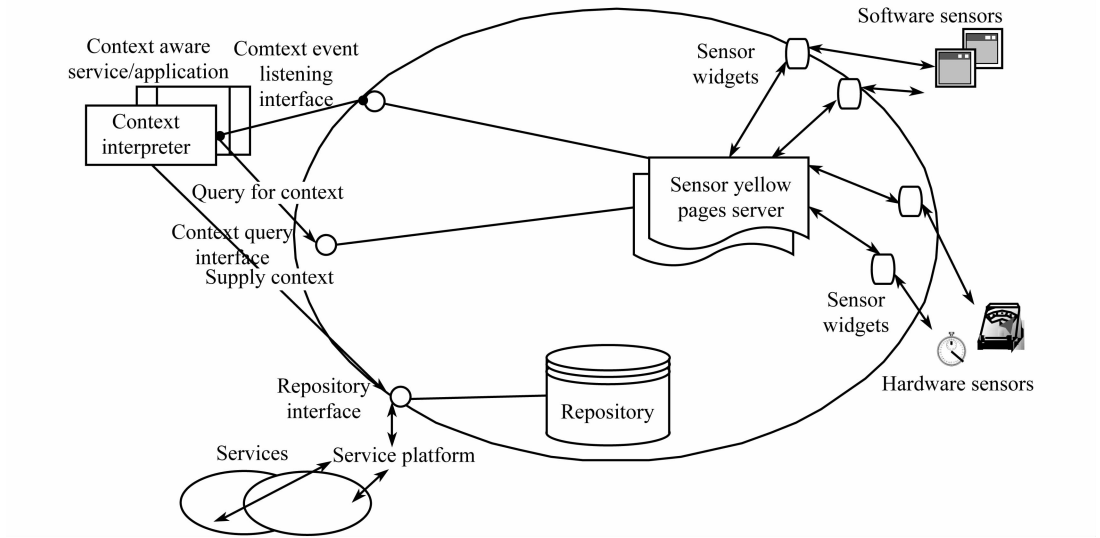 Software sensors
Context aware
service/application
Comtext event
listening
interface
Sensor
widgets
Context
interpreter
Sensor yellow
pages server
Query for context
Context query
interface
Supply context
Sensor
widgets
Hardware sensors
Repository
interface
Repository
Services
Service platform